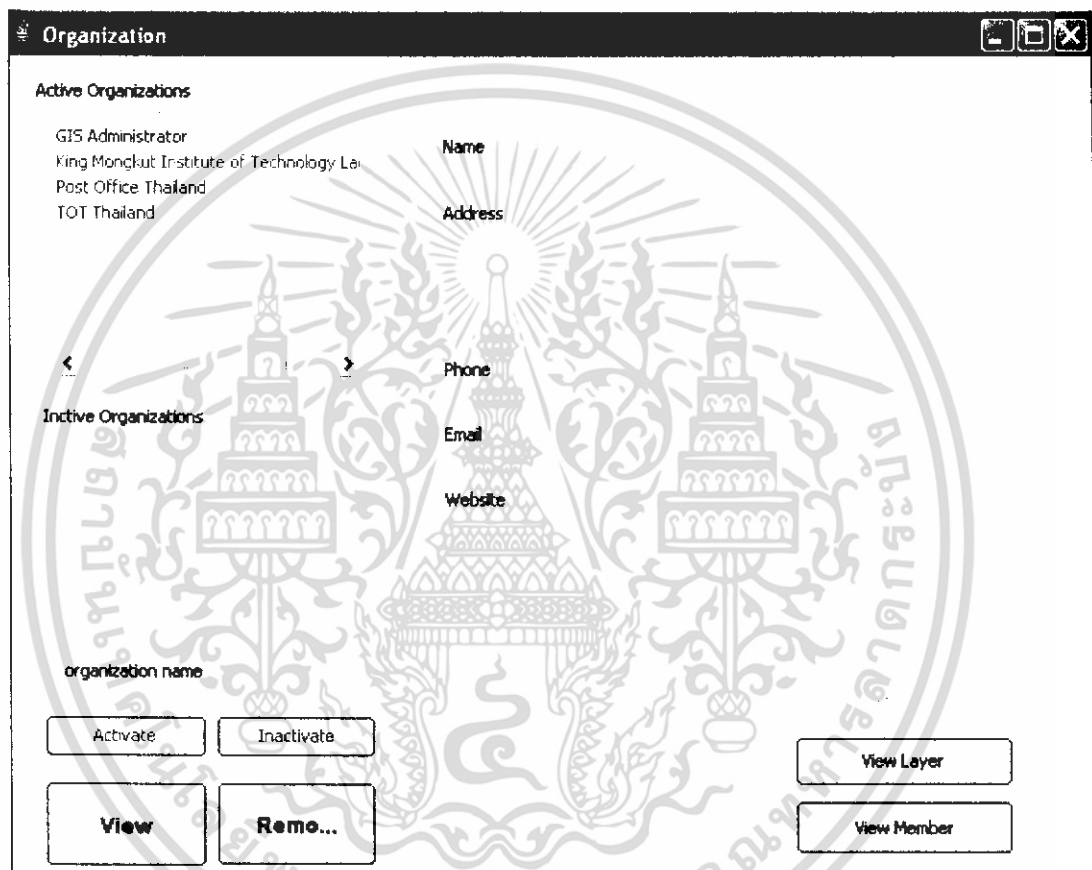 Organization
Active Organizations
GIS Administrator
King Mongkut Institute of Technology La
Post Office Thailand
TOT Thailand
Inctive Organizations
organization name
Activate Inactivate
View Remo...
Name
Address
Phone
Email
Website
View Layer
View Member